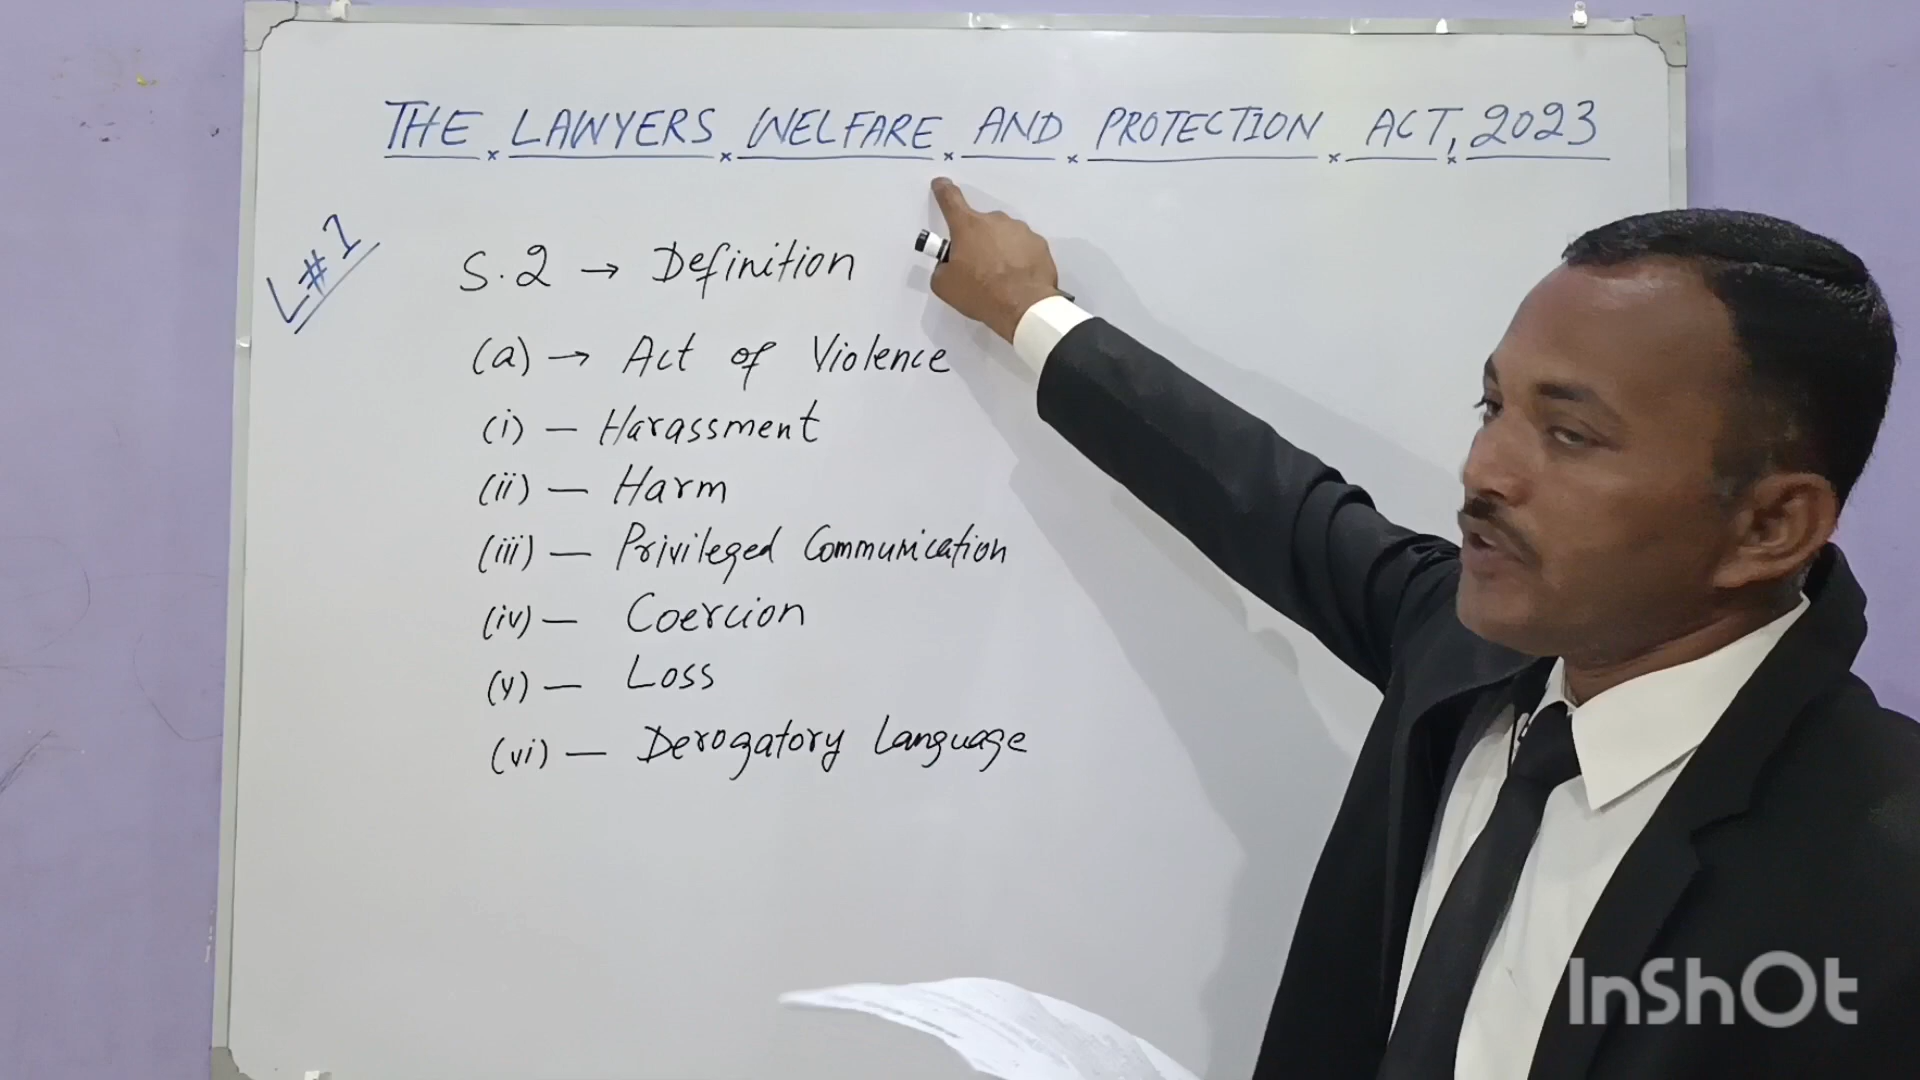 THE LAWYERS WELFARE AND PROTECTION ACT, 2023
L#1
S.2 → Definition
(a) → Act of Violence
(i) — Harassment
(ii) — Harm
(iii) — Privileged Communication
(iv) — Coercion
(v) — Loss
(vi) — Derogatory Language
InShOt